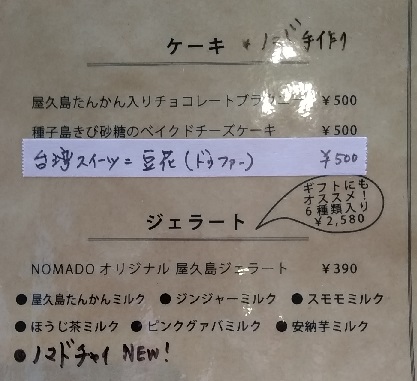 ケーキ ★ノマド手作り
屋久島たんかん入りチョコレートブラウニー ¥500
種子島きび砂糖のベイクドチーズケーキ ¥500
台湾スイーツ=豆花(ドウファー) ¥500
ギフトにも
オススメ!
6種類入り
¥2,580
ジェラート
NOMADOオリジナル 屋久島ジェラート ¥390
●屋久島たんかんミルク ●ジンジャーミルク ●スモモミルク
●ほうじ茶ミルク ●ピンクグァバミルク ●安納芋ミルク
●ノマドチャイ NEW!